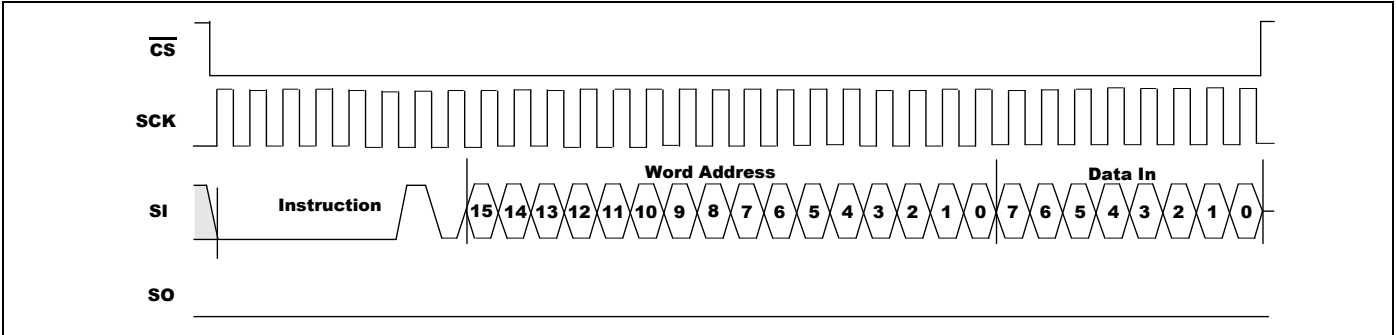 CS
SCK
Word Address
Data In
SI
Instruction
15 14 13 12 11 10 9 8 7 6 5 4 3 2 1 0 7 6 5 4 3 2 1 0
SO